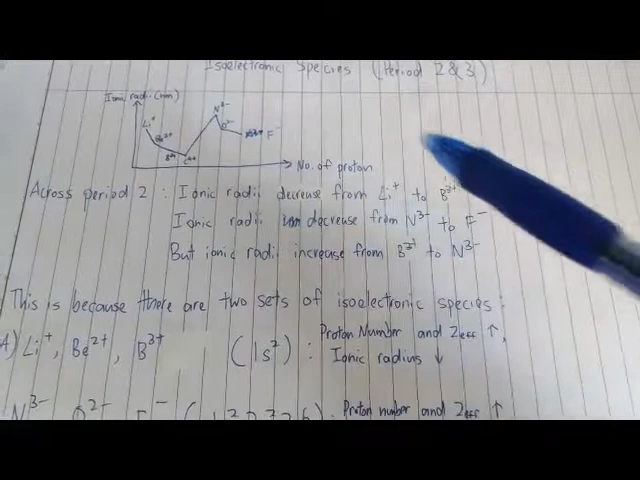 Isoelectronic Species (Period 2 & 3)
Ionic radii (nm)
N³⁻
Li⁺
O²⁻
Be²⁺
F⁻
B³⁺ C⁴⁺
No. of proton
Across period 2 : Ionic radii decrease from Li⁺ to B³⁺
Ionic radii decrease from N³⁻ to F⁻
But ionic radii increase from B³⁺ to N³⁻
This is because there are two sets of isoelectronic species :
A) Li⁺, Be²⁺, B³⁺ (1s²) : Proton Number and Zeff ↑,
Ionic radius ↓
N³⁻ O²⁻ F⁻ Proton number and Zeff ↑